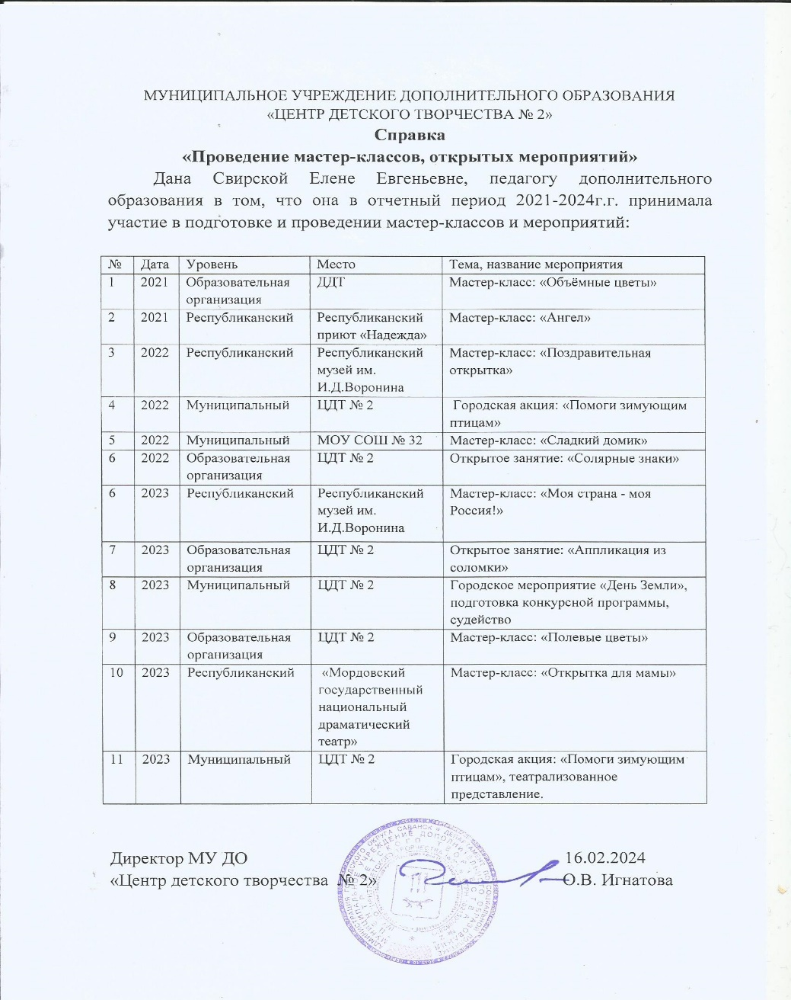 МУНИЦИПАЛЬНОЕ УЧРЕЖДЕНИЕ ДОПОЛНИТЕЛЬНОГО ОБРАЗОВАНИЯ
«ЦЕНТР ДЕТСКОГО ТВОРЧЕСТВА № 2»
Справка
«Проведение мастер-классов, открытых мероприятий»
Дана Свирской Елене Евгеньевне, педагогу дополнительного
образования в том, что она в отчетный период 2021-2024г.г. принимала
участие в подготовке и проведении мастер-классов и мероприятий:
№ Дата Уровень Место Тема, название мероприятия
1 2021 Образовательная ДДТ Мастер-класс: «Объёмные цветы»
организация
2 2021 Республиканский Республиканский Мастер-класс: «Ангел»
приют «Надежда»
3 2022 Республиканский Республиканский Мастер-класс: «Поздравительная
музей им. открытка»
И.Д.Воронина
4 2022 Муниципальный ЦДТ № 2 Городская акция: «Помоги зимующим
птицам»
5 2022 Муниципальный МОУ СОШ № 32 Мастер-класс: «Сладкий домик»
6 2022 Образовательная ЦДТ № 2 Открытое занятие: «Солярные знаки»
организация
6 2023 Республиканский Республиканский Мастер-класс: «Моя страна - моя
музей им. Россия!»
И.Д.Воронина
7 2023 Образовательная ЦДТ № 2 Открытое занятие: «Аппликация из
организация соломки»
8 2023 Муниципальный ЦДТ № 2 Городское мероприятие «День Земли»,
подготовка конкурсной программы,
судейство
9 2023 Образовательная ЦДТ № 2 Мастер-класс: «Полевые цветы»
организация
10 2023 Республиканский «Мордовский Мастер-класс: «Открытка для мамы»
государственный
национальный
драматический
театр»
11 2023 Муниципальный ЦДТ № 2 Городская акция: «Помоги зимующим
птицам», театрализованное
представление.
Директор МУ ДО 16.02.2024
«Центр детского творчества № 2» О.В. Игнатова